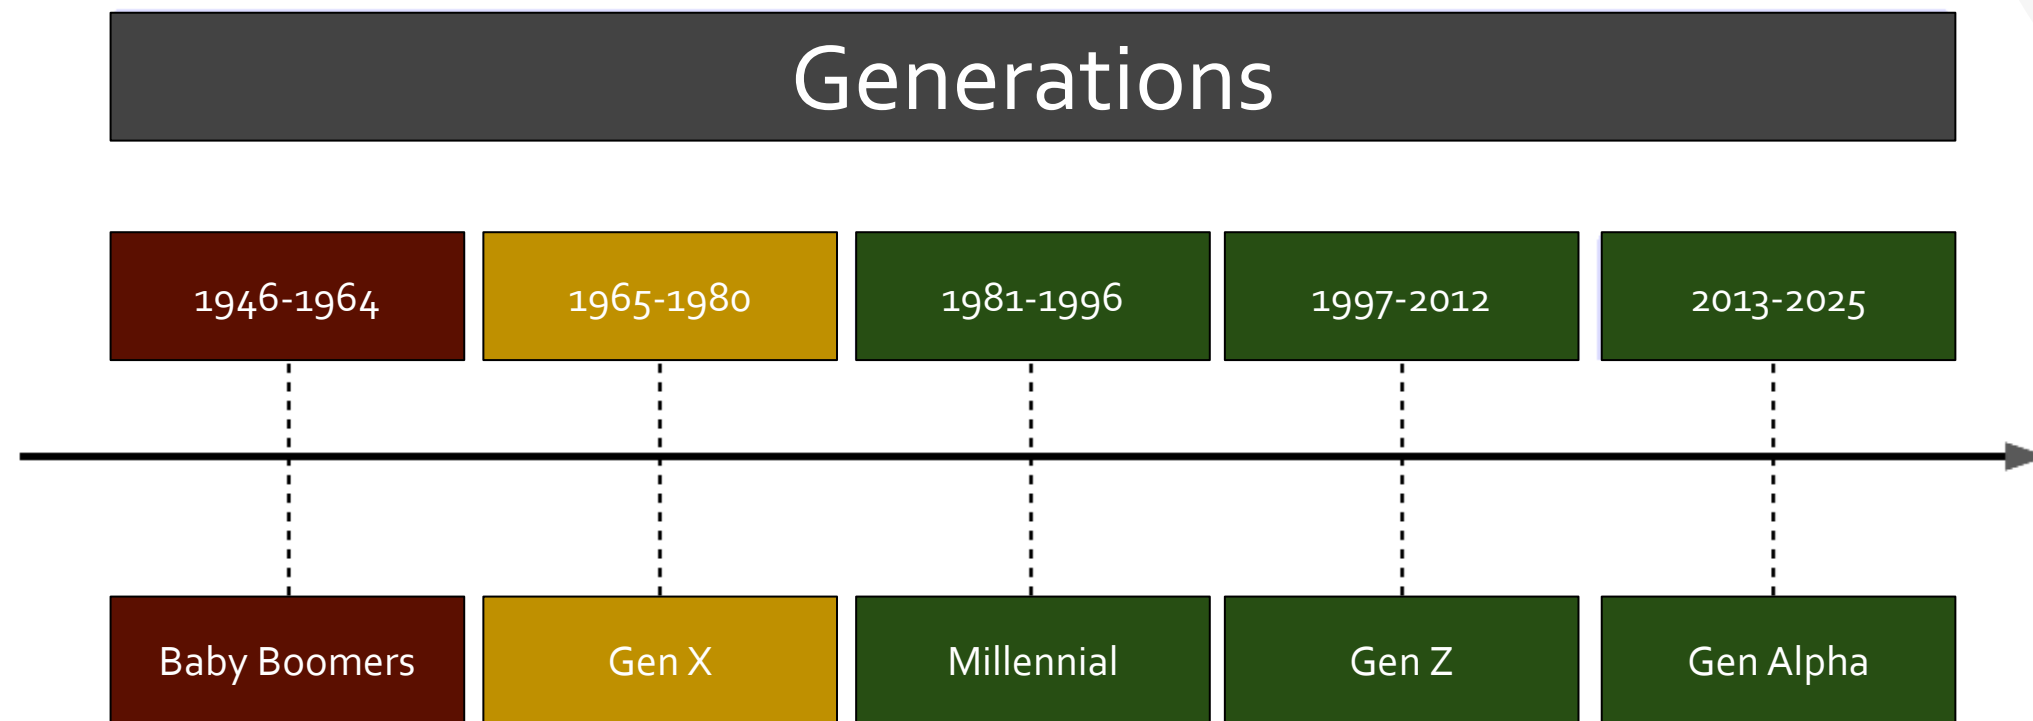 Generations
1946-1964
1965-1980
1981-1996
1997-2012
2013-2025
Baby Boomers
Gen X
Millennial
Gen Z
Gen Alpha